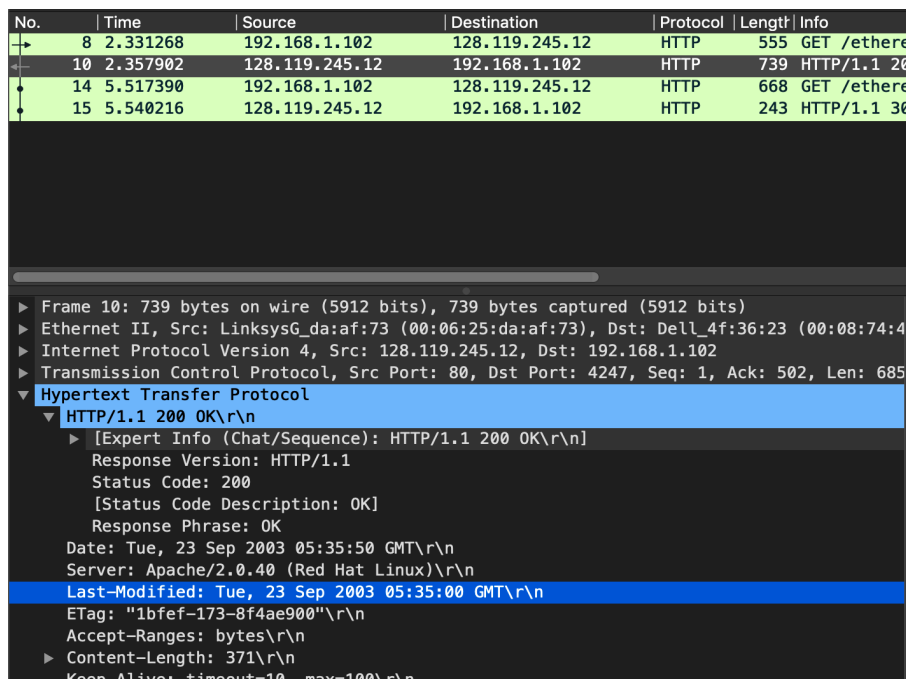 No. Time Source Destination Protocol Length Info
8 2.331268 192.168.1.102 128.119.245.12 HTTP 555 GET /ethere
10 2.357902 128.119.245.12 192.168.1.102 HTTP 739 HTTP/1.1 20
14 5.517390 192.168.1.102 128.119.245.12 HTTP 668 GET /ethere
15 5.540216 128.119.245.12 192.168.1.102 HTTP 243 HTTP/1.1 30
Frame 10: 739 bytes on wire (5912 bits), 739 bytes captured (5912 bits)
Ethernet II, Src: LinksysG_da:af:73 (00:06:25:da:af:73), Dst: Dell_4f:36:23 (00:08:74:4
Internet Protocol Version 4, Src: 128.119.245.12, Dst: 192.168.1.102
Transmission Control Protocol, Src Port: 80, Dst Port: 4247, Seq: 1, Ack: 502, Len: 685
Hypertext Transfer Protocol
HTTP/1.1 200 OK\r\n
[Expert Info (Chat/Sequence): HTTP/1.1 200 OK\r\n]
Response Version: HTTP/1.1
Status Code: 200
[Status Code Description: OK]
Response Phrase: OK
Date: Tue, 23 Sep 2003 05:35:50 GMT\r\n
Server: Apache/2.0.40 (Red Hat Linux)\r\n
Last-Modified: Tue, 23 Sep 2003 05:35:00 GMT\r\n
ETag: "1bfef-173-8f4ae900"\r\n
Accept-Ranges: bytes\r\n
Content-Length: 371\r\n
Keep-Alive: timeout=10, max=100\r\n